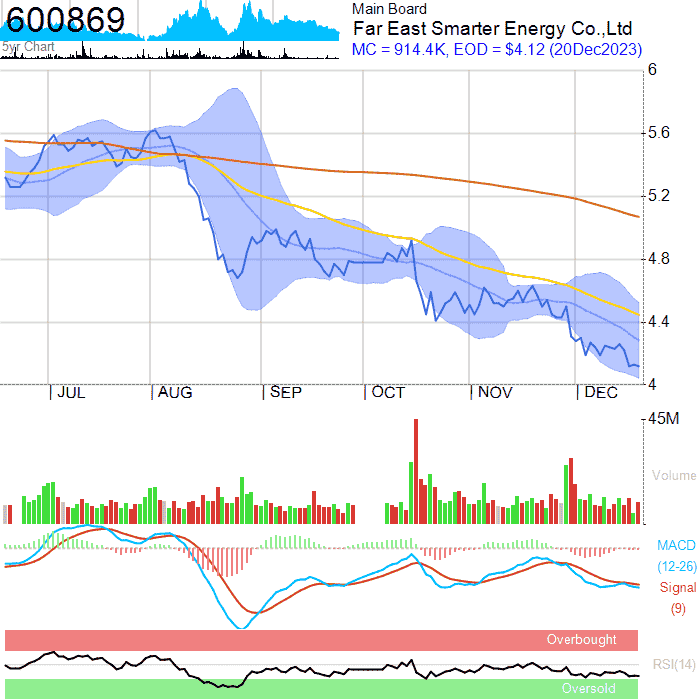 600869
5yr Chart
Main Board
Far East Smarter Energy Co.,Ltd
MC = 914.4K, EOD = $4.12 (20Dec2023)
6
5.6
5.2
4.8
4.4
4
JUL AUG SEP OCT NOV DEC
45M
Volume
MACD
(12-26)
Signal
(9)
Overbought
RSI(14)
Oversold